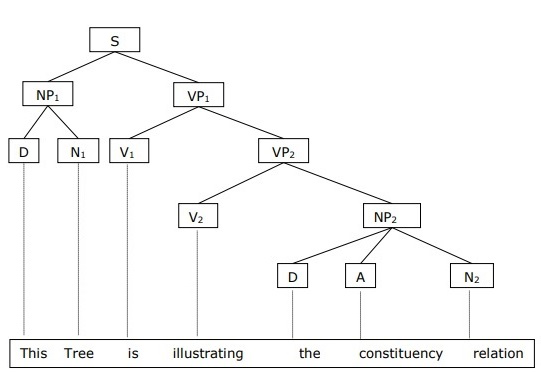 S
NP₁ VP₁
D N₁ V₁ VP₂
V₂ NP₂
D A N₂
This Tree is illustrating the constituency relation